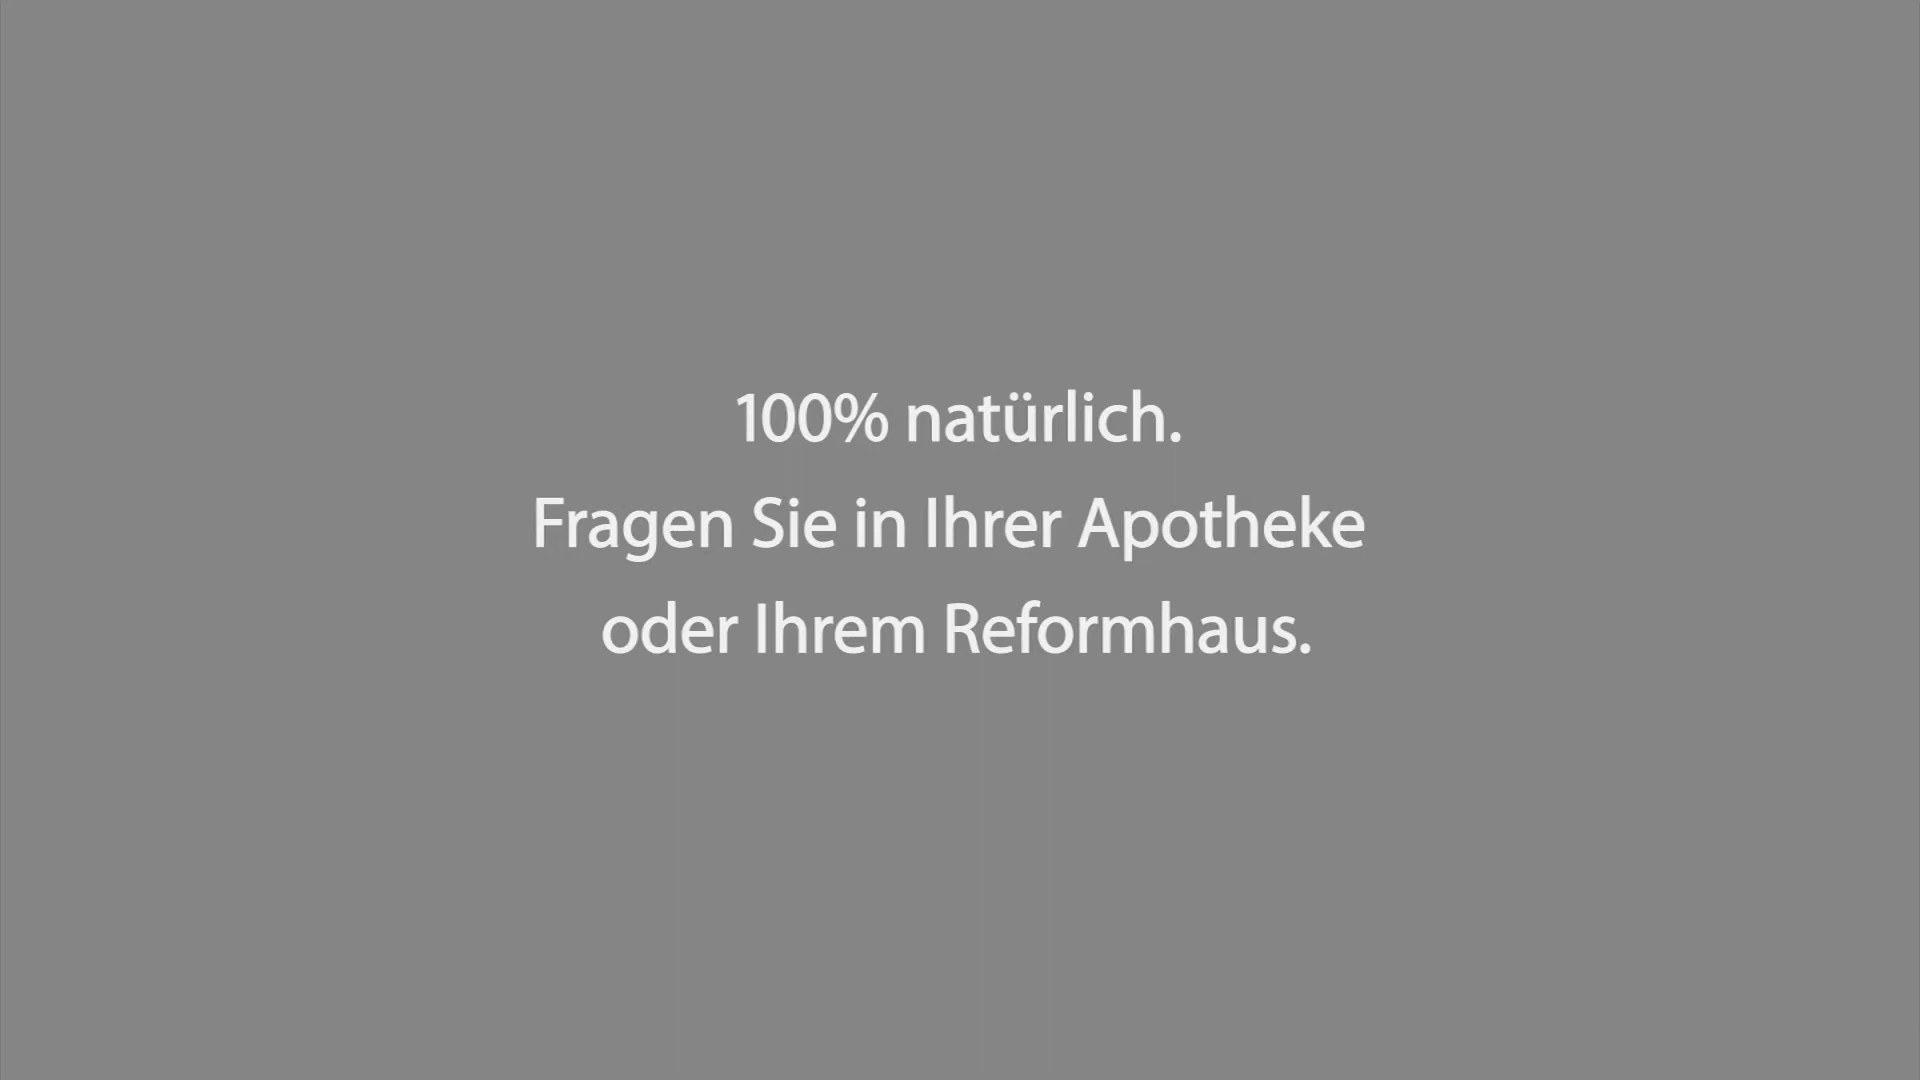 100% natürlich.
Fragen Sie in Ihrer Apotheke
oder Ihrem Reformhaus.